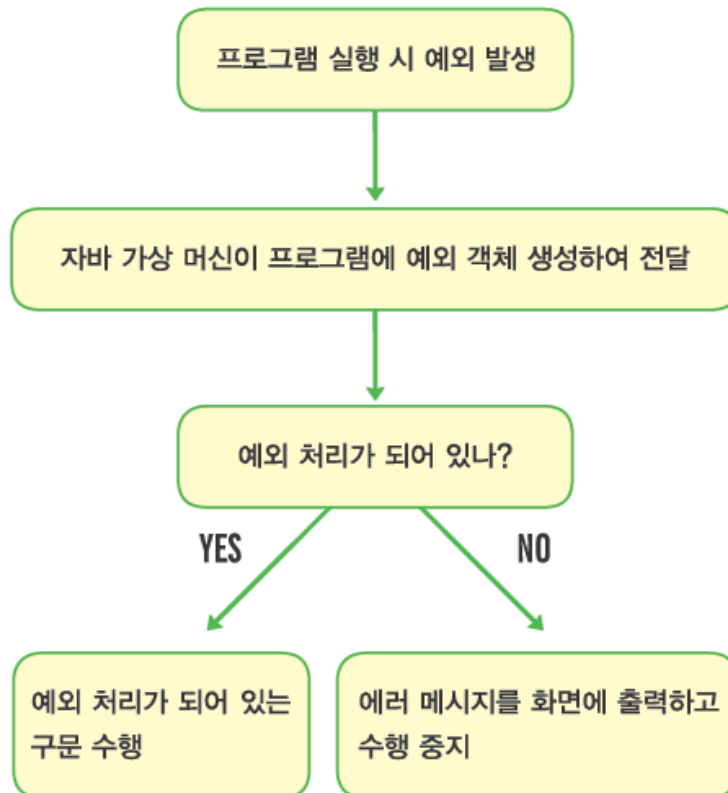 프로그램 실행 시 예외 발생
자바 가상 머신이 프로그램에 예외 객체 생성하여 전달
예외 처리가 되어 있나?
YES
NO
예외 처리가 되어 있는
구문 수행
에러 메시지를 화면에 출력하고
수행 중지